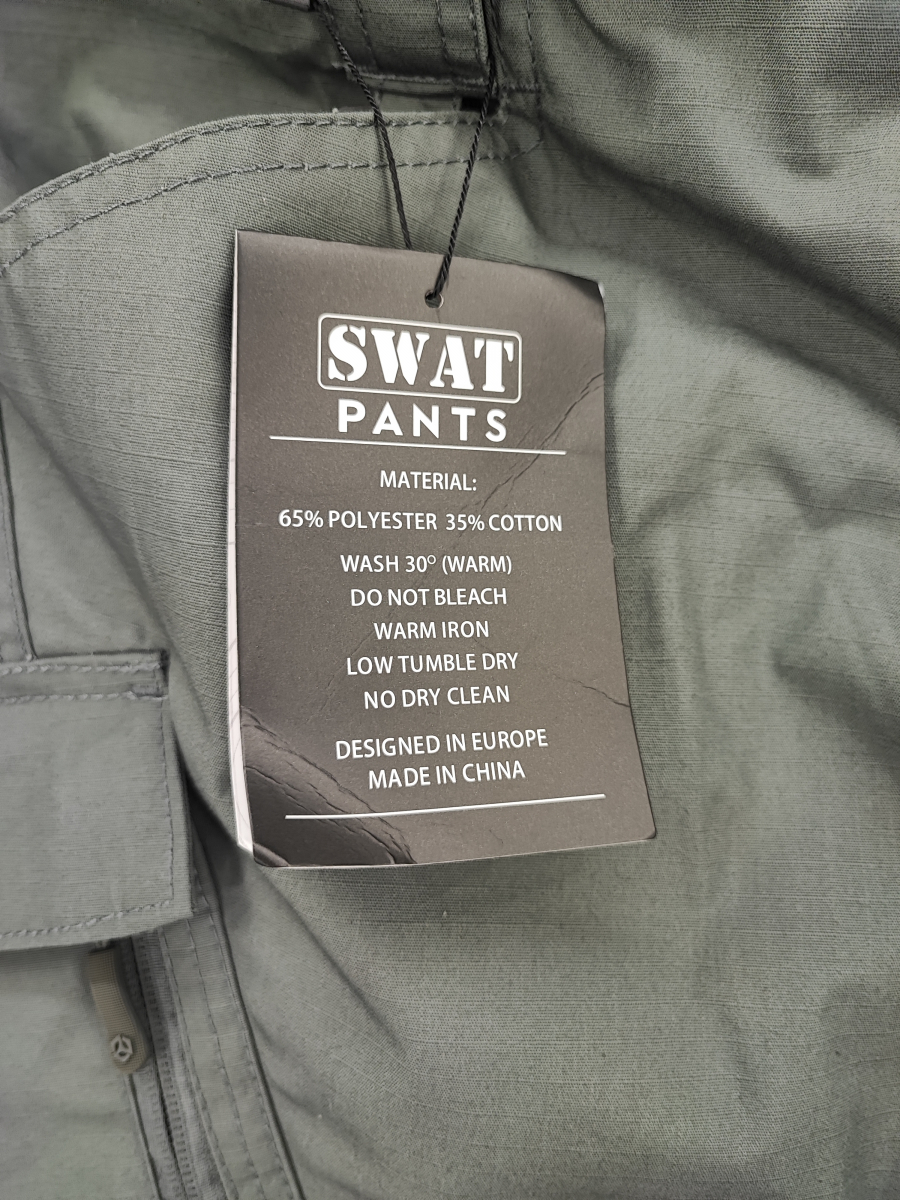 SWAT
PANTS
MATERIAL:
65% POLYESTER 35% COTTON
WASH 30° (WARM)
DO NOT BLEACH
WARM IRON
LOW TUMBLE DRY
NO DRY CLEAN
DESIGNED IN EUROPE
MADE IN CHINA